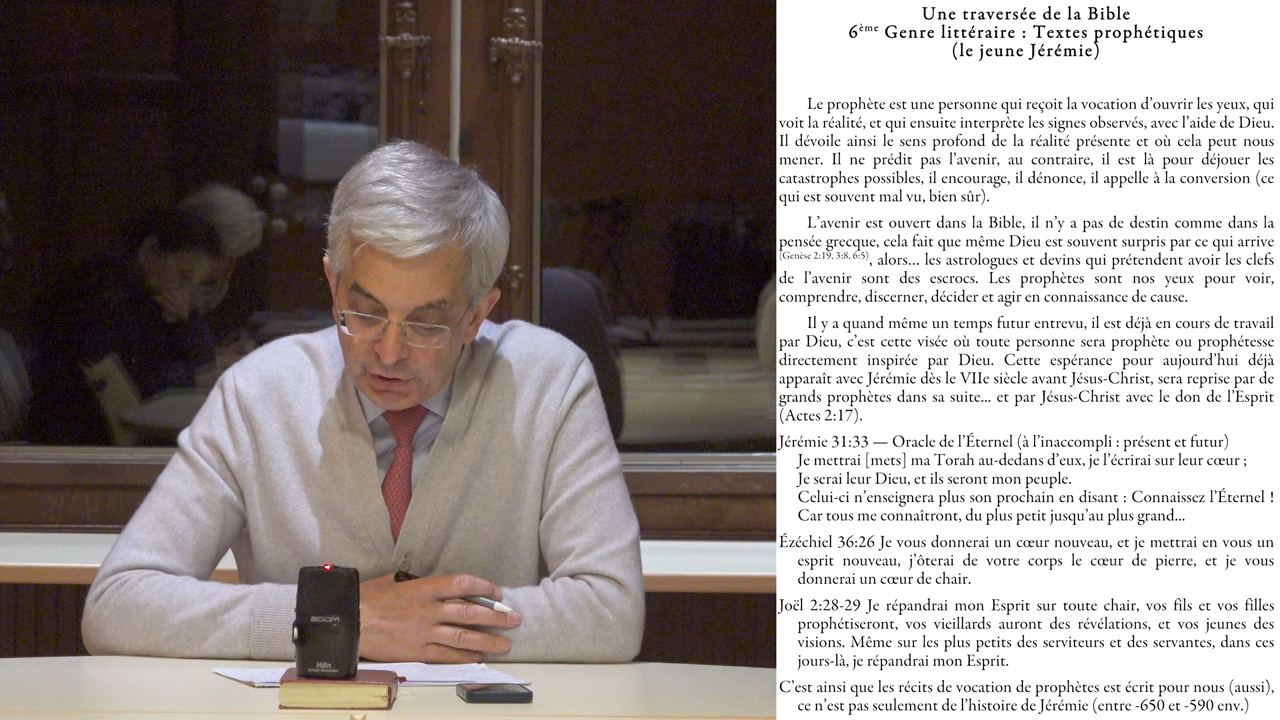 Une traversée de la Bible
6ème Genre littéraire : Textes prophétiques
(le jeune Jérémie)
Le prophète est une personne qui reçoit la vocation d'ouvrir les yeux, qui
voit la réalité, et qui ensuite interprète les signes observés, avec l'aide de Dieu.
Il dévoile ainsi le sens profond de la réalité présente et où cela peut nous
mener. Il ne prédit pas l'avenir, au contraire, il est là pour déjouer les
catastrophes possibles, il encourage, il dénonce, il appelle à la conversion (ce
qui est souvent mal vu, bien sûr).
L'avenir est ouvert dans la Bible, il n'y a pas de destin comme dans la
pensée grecque, cela fait que même Dieu est souvent surpris par ce qui arrive
(Genèse 2:19, 3:8, 6:5), alors... les astrologues et devins qui prétendent avoir les clefs
de l'avenir sont des escrocs. Les prophètes sont nos yeux pour voir,
comprendre, discerner, décider et agir en connaissance de cause.
Il y a quand même un temps futur entrevu, il est déjà en cours de travail
par Dieu, c'est cette visée où toute personne sera prophète ou prophétesse
directement inspirée par Dieu. Cette espérance pour aujourd'hui déjà
apparaît avec Jérémie dès le VIIe siècle avant Jésus-Christ, sera reprise par de
grands prophètes dans sa suite... et par Jésus-Christ avec le don de l'Esprit
(Actes 2:17).
Jérémie 31:33 — Oracle de l'Éternel (à l'inaccompli : présent et futur)
Je mettrai [mets] ma Torah au-dedans d'eux, je l'écrirai sur leur cœur ;
Je serai leur Dieu, et ils seront mon peuple.
Celui-ci n'enseignera plus son prochain en disant : Connaissez l'Éternel !
Car tous me connaîtront, du plus petit jusqu'au plus grand...
Ézéchiel 36:26 Je vous donnerai un cœur nouveau, et je mettrai en vous un
esprit nouveau, j'ôterai de votre corps le cœur de pierre, et je vous
donnerai un cœur de chair.
Joël 2:28-29 Je répandrai mon Esprit sur toute chair, vos fils et vos filles
prophétiseront, vos vieillards auront des révélations, et vos jeunes des
visions. Même sur les plus petits des serviteurs et des servantes, dans ces
jours-là, je répandrai mon Esprit.
C'est ainsi que les récits de vocation de prophètes est écrit pour nous (aussi),
ce n'est pas seulement de l'histoire de Jérémie (entre -650 et -590 env.)
zoom
H2n